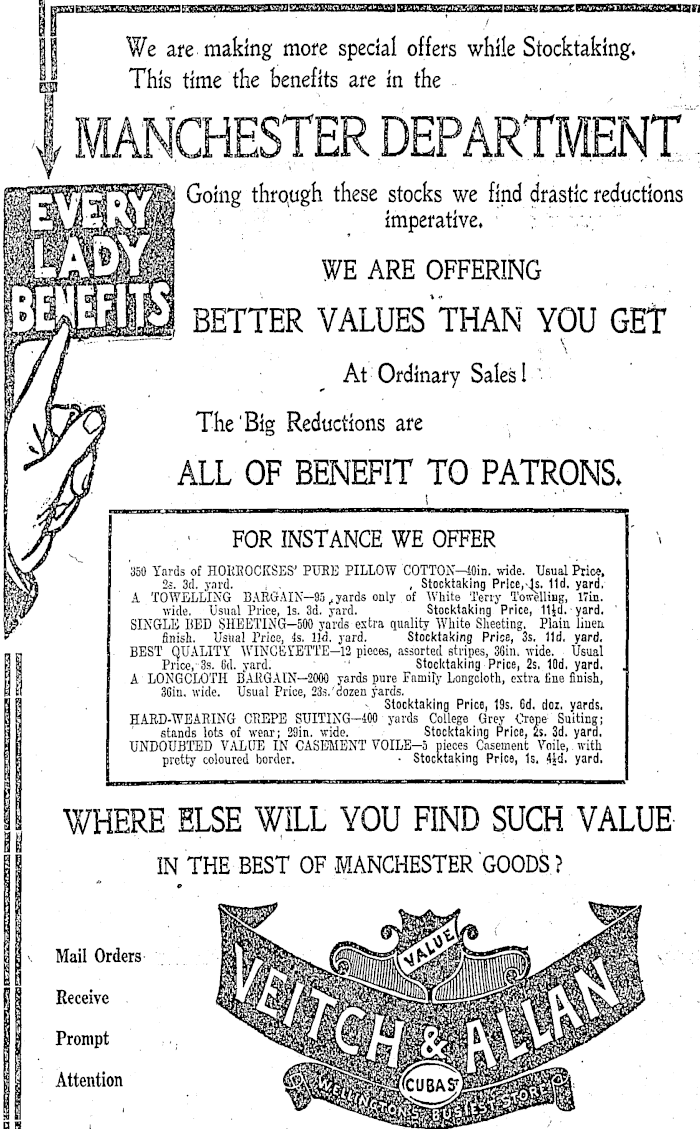 We are making more special offers while Stocktaking.
This time the benefits are in the
MANCHESTER DEPARTMENT
EVERY
LADY
BENEFITS
Going through these stocks we find drastic reductions
imperative.
WE ARE OFFERING
BETTER VALUES THAN YOU GET
At Ordinary Sales!
The Big Reductions are
ALL OF BENEFIT TO PATRONS.
FOR INSTANCE WE OFFER
350 Yards of HORROCKSES' PURE PILLOW COTTON—40in. wide. Usual Price,
2s. 3d. yard. Stocktaking Price, 1s. 11d. yard.
A TOWELLING BARGAIN—95 yards only of White Terry Towelling, 17in.
wide. Usual Price, 1s. 3d. yard. Stocktaking Price, 11½d. yard.
SINGLE BED SHEETING—500 yards extra quality White Sheeting. Plain linen
finish. Usual Price, 4s. 11d. yard. Stocktaking Price, 3s. 11d. yard.
BEST QUALITY WINCEYETTE—12 pieces, assorted stripes, 36in. wide. Usual
Price, 3s. 6d. yard. Stocktaking Price, 2s. 10d. yard.
A LONGCLOTH BARGAIN—2000 yards pure Family Longcloth, extra fine finish,
36in. wide. Usual Price, 23s. dozen yards.
Stocktaking Price, 19s. 6d. doz. yards.
HARD-WEARING CREPE SUITING—400 yards College Grey Crepe Suiting;
stands lots of wear; 29in. wide. Stocktaking Price, 2s. 3d. yard.
UNDOUBTED VALUE IN CASEMENT VOILE—5 pieces Casement Voile, with
pretty coloured border. Stocktaking Price, 1s. 4½d. yard.
WHERE ELSE WILL YOU FIND SUCH VALUE
IN THE BEST OF MANCHESTER GOODS?
Mail Orders
Receive
Prompt
Attention
VALUE
VEITCH & ALLAN
CUBA ST
WELLINGTON'S BUSIEST STORE